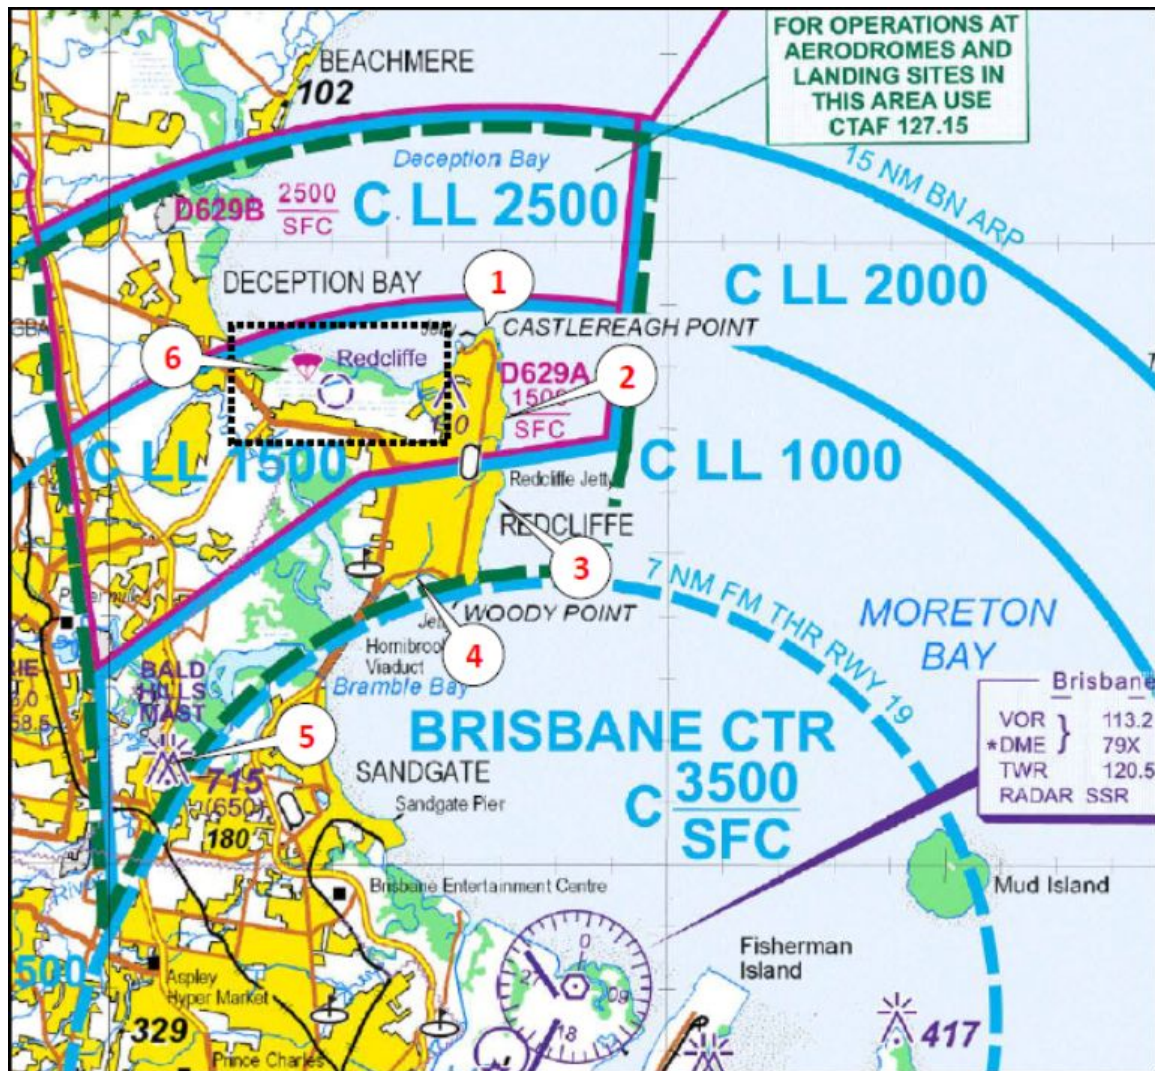 BEACHMERE
102
FOR OPERATIONS AT
AERODROMES AND
LANDING SITES IN
THIS AREA USE
CTAF 127.15
Deception Bay
15 NM BN ARP
D629B 2500
SFC
C LL 2500
DECEPTION BAY
1
C LL 2000
CASTLEREAGH POINT
6
Redcliffe
D629A
1500
SFC
2
C LL 1500
C LL 1000
Redcliffe Jetty
REDCLIFFE
3
7 NM FM THR RWY 19
WOODY POINT
4
Hornibrook
Viaduct
Bramble Bay
MORETON
BAY
BALD
HILLS
MAST
5
715
(650)
180
BRISBANE CTR
C 3500
SFC
SANDGATE
Sandgate Pier
Brisbane
VOR } 113.2
*DME 79X
TWR 120.5
RADAR SSR
Brisbane Entertainment Centre
Mud Island
Fisherman
Island
0
27
09
18
500
Aspley
Hyper Market
329
Prince Charles
417